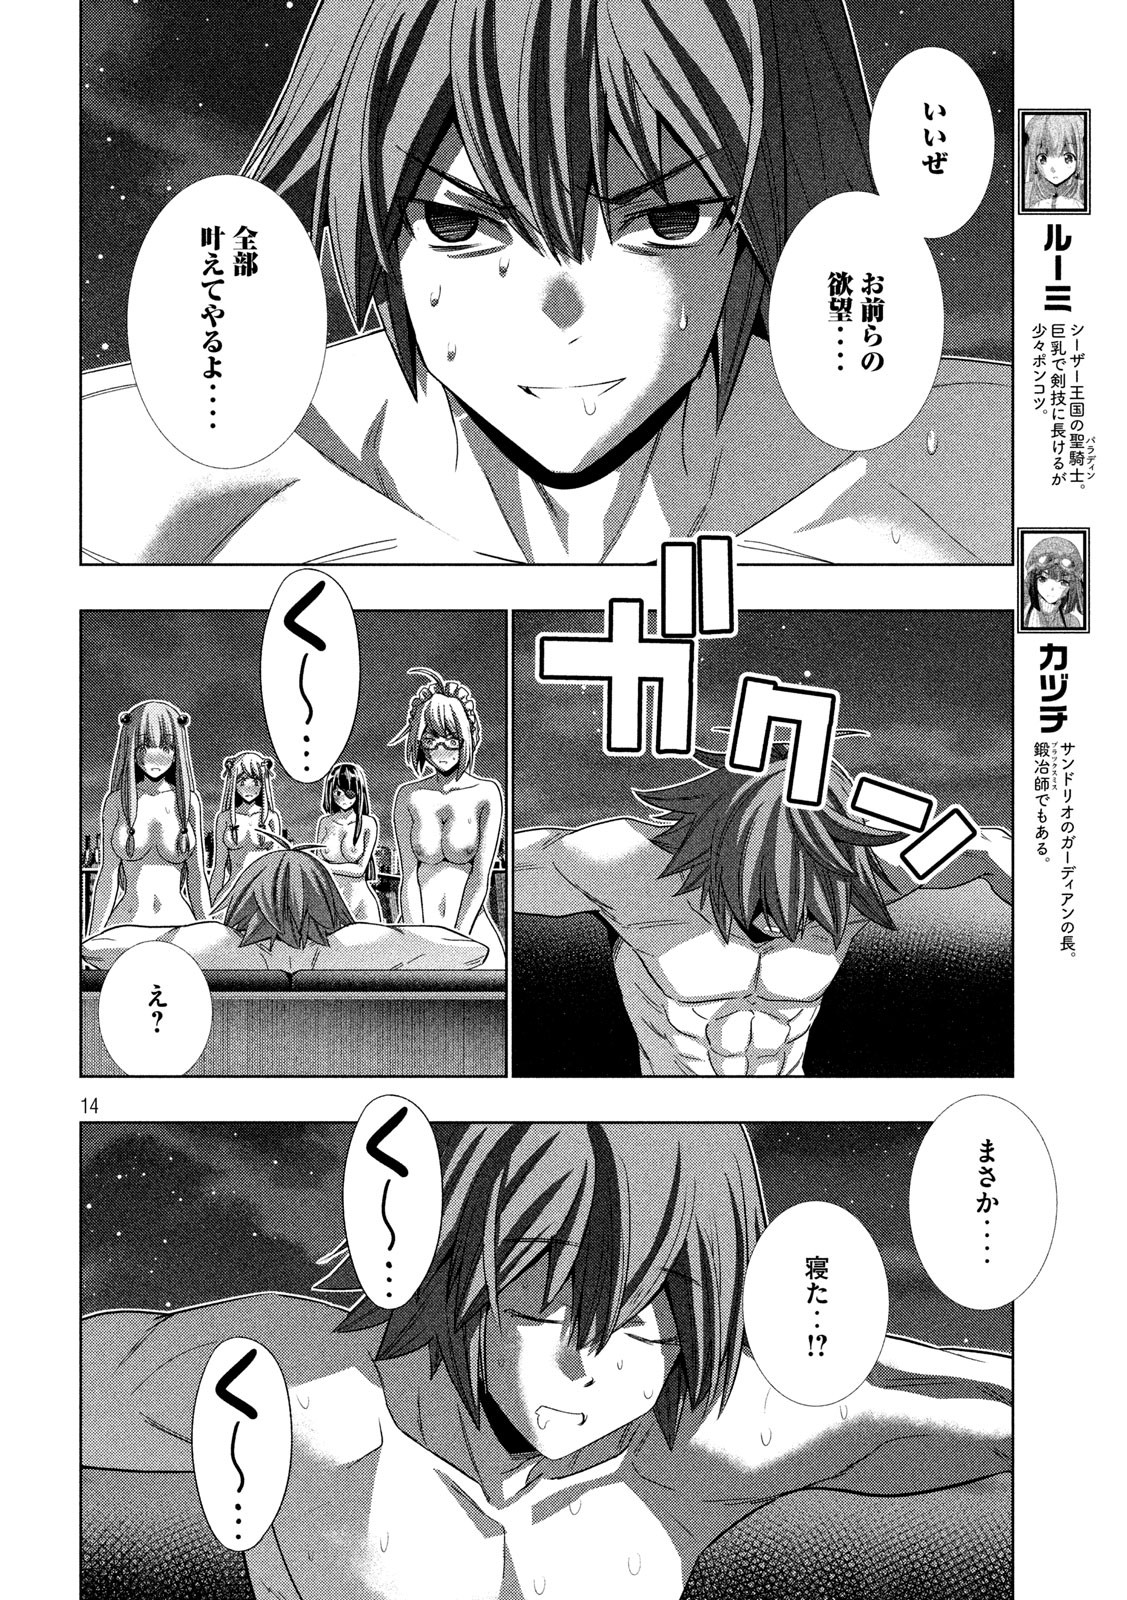 いいぜ
お前らの
欲望‥‥
全部
叶えてやるよ‥‥
ルーミ
シーザー王国の聖騎士。
パラディン
巨乳で剣技に長けるが
少々ポンコツ。
カヅチ
サンドリオのガーディアンの長。
ブラックスミス
鍛冶師でもある。
ガクンッ
く〜‥‥
え?
14
まさか‥‥
寝た‥!?
く〜‥‥
く〜‥‥